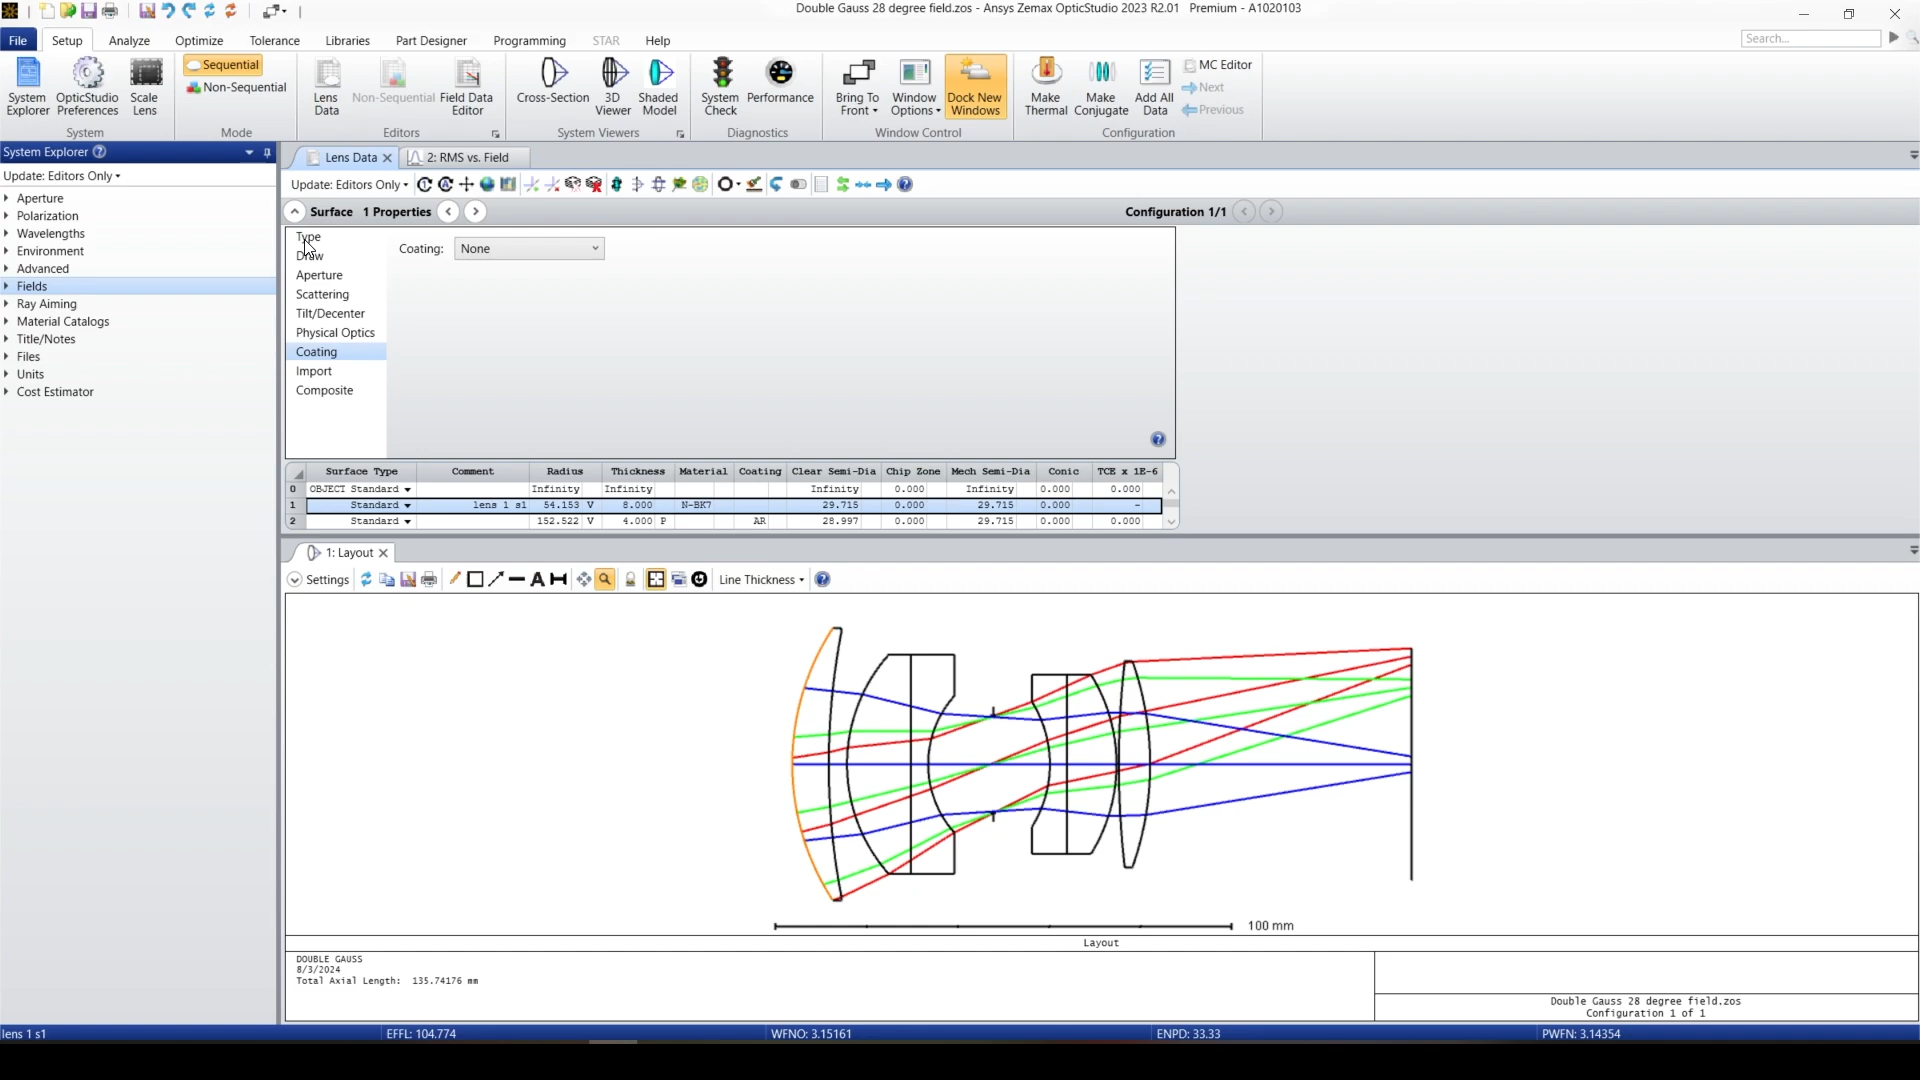 Double Gauss 28 degree field.zos - Ansys Zemax OpticStudio 2023 R2.01   Premium - A1020103
File Setup Analyze Optimize Tolerance Libraries Part Designer Programming STAR Help Search...
System Explorer OpticStudio Preferences Scale Lens
System
Sequential
Non-Sequential
Mode
Lens Data Non-Sequential Field Data Editor
Editors
Cross-Section 3D Viewer Shaded Model
System Viewers
System Check Performance
Diagnostics
Bring To Front Window Options Dock New Windows
Window Control
Make Thermal Make Conjugate Add All Data
MC Editor
Next
Previous
Configuration
System Explorer
Update: Editors Only
Aperture
Polarization
Wavelengths
Environment
Advanced
Fields
Ray Aiming
Material Catalogs
Title/Notes
Files
Units
Cost Estimator
Lens Data 2: RMS vs. Field
Update: Editors Only
Surface 1 Properties Configuration 1/1
Type
Draw
Aperture
Scattering
Tilt/Decenter
Physical Optics
Coating
Import
Composite
Coating: None
Surface Type Comment Radius Thickness Material Coating Clear Semi-Dia Chip Zone Mech Semi-Dia Conic TCE x 1E-6
0 OBJECT Standard Infinity Infinity Infinity 0.000 Infinity 0.000 0.000
1 Standard lens 1 s1 54.153 V 8.000 N-BK7 29.715 0.000 29.715 0.000 -
2 Standard 152.522 V 4.000 P AR 28.997 0.000 29.715 0.000 0.000
1: Layout
Settings Line Thickness
100 mm
Layout
DOUBLE GAUSS
8/3/2024
Total Axial Length: 135.74176 mm
Double Gauss 28 degree field.zos
Configuration 1 of 1
lens 1 s1 EFFL: 104.774 WFNO: 3.15161 ENPD: 33.33 PWFN: 3.14354